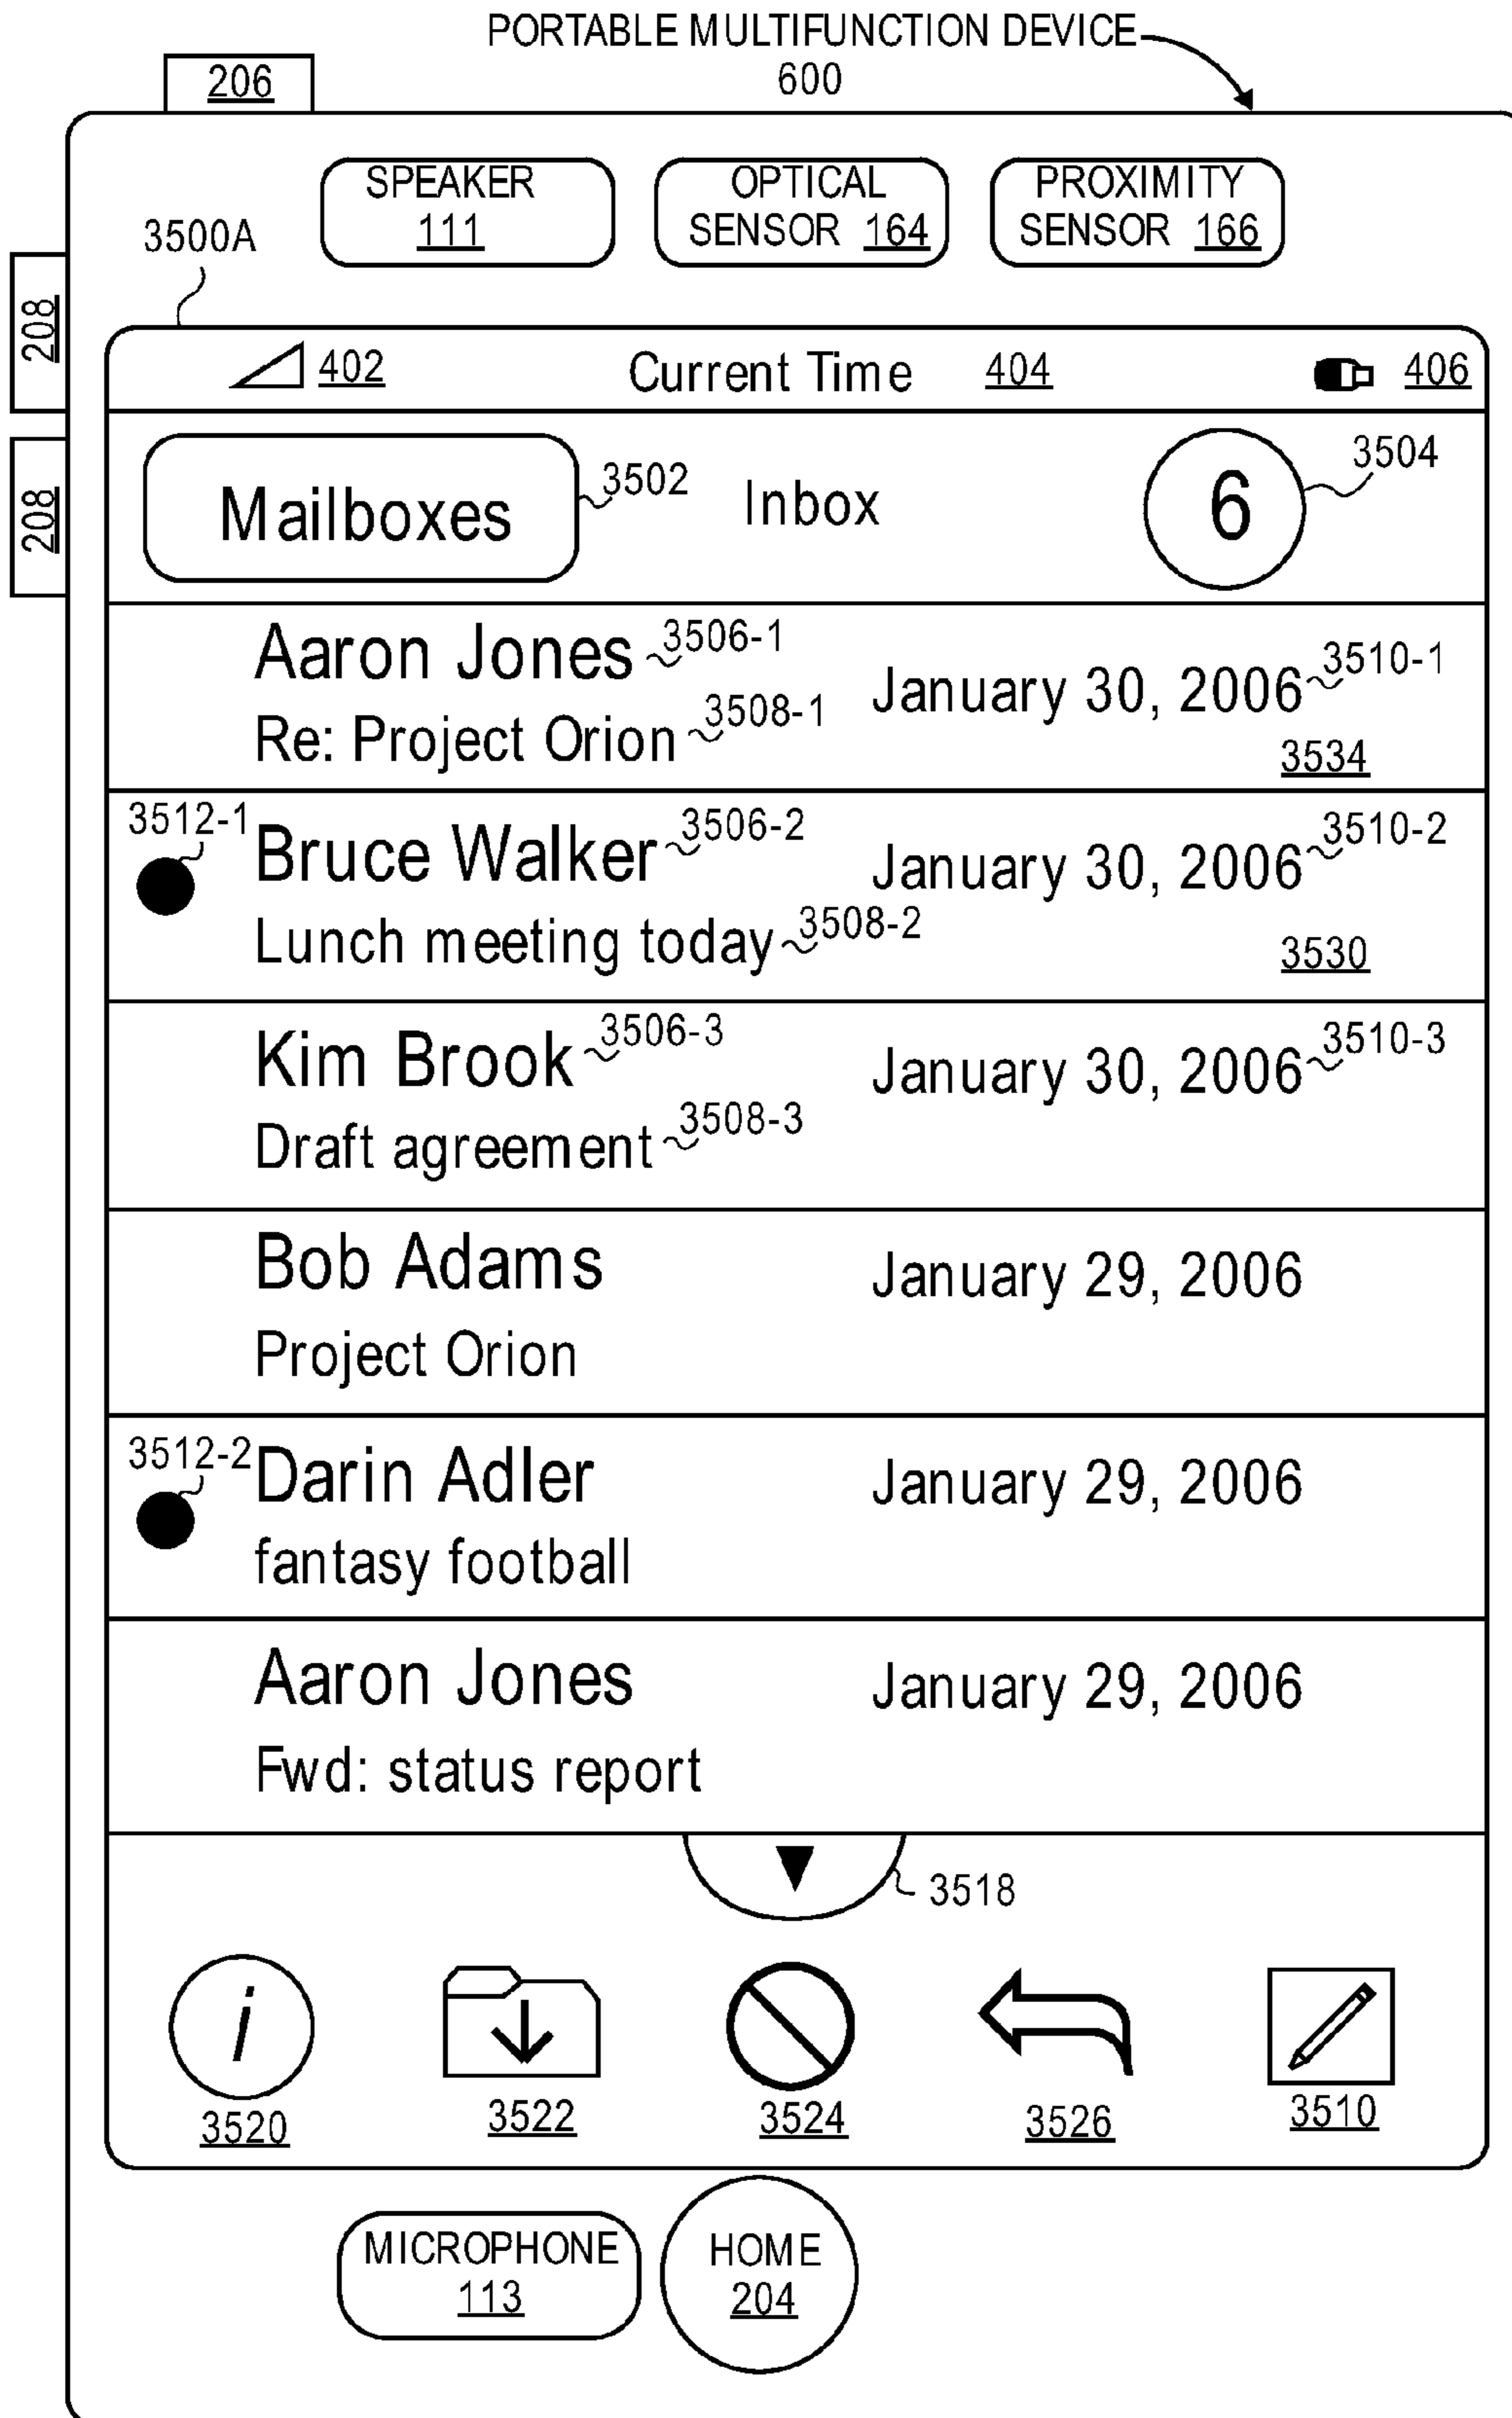 PORTABLE MULTIFUNCTION DEVICE
600
206
SPEAKER
111
OPTICAL
SENSOR 164
PROXIMITY
SENSOR 166
3500A
208
208
402 Current Time 404 406
Mailboxes 3502 Inbox 6 3504
Aaron Jones 3506-1
January 30, 2006 3510-1
Re: Project Orion 3508-1
3534
3512-1
Bruce Walker 3506-2
January 30, 2006 3510-2
Lunch meeting today 3508-2
3530
Kim Brook 3506-3
January 30, 2006 3510-3
Draft agreement 3508-3
Bob Adams January 29, 2006
Project Orion
3512-2
Darin Adler January 29, 2006
fantasy football
Aaron Jones January 29, 2006
Fwd: status report
3518
i
3520 3522 3524 3526 3510
MICROPHONE
113
HOME
204